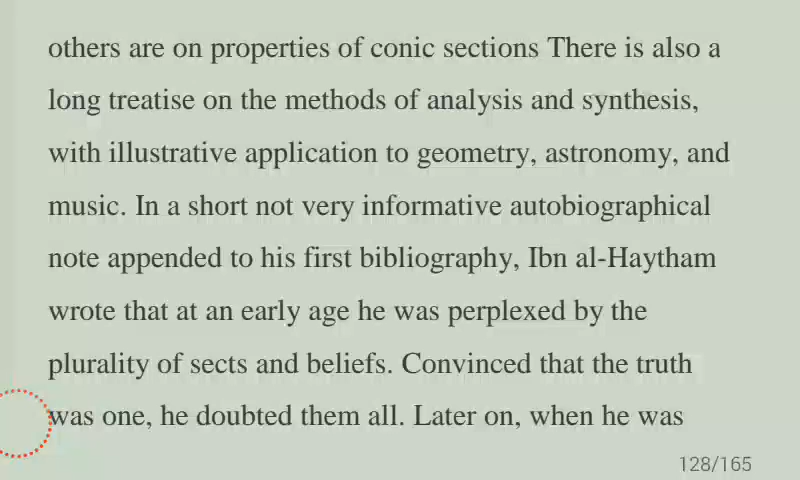 others are on properties of conic sections There is also a
long treatise on the methods of analysis and synthesis,
with illustrative application to geometry, astronomy, and
music. In a short not very informative autobiographical
note appended to his first bibliography, Ibn al-Haytham
wrote that at an early age he was perplexed by the
plurality of sects and beliefs. Convinced that the truth
was one, he doubted them all. Later on, when he was
128/165